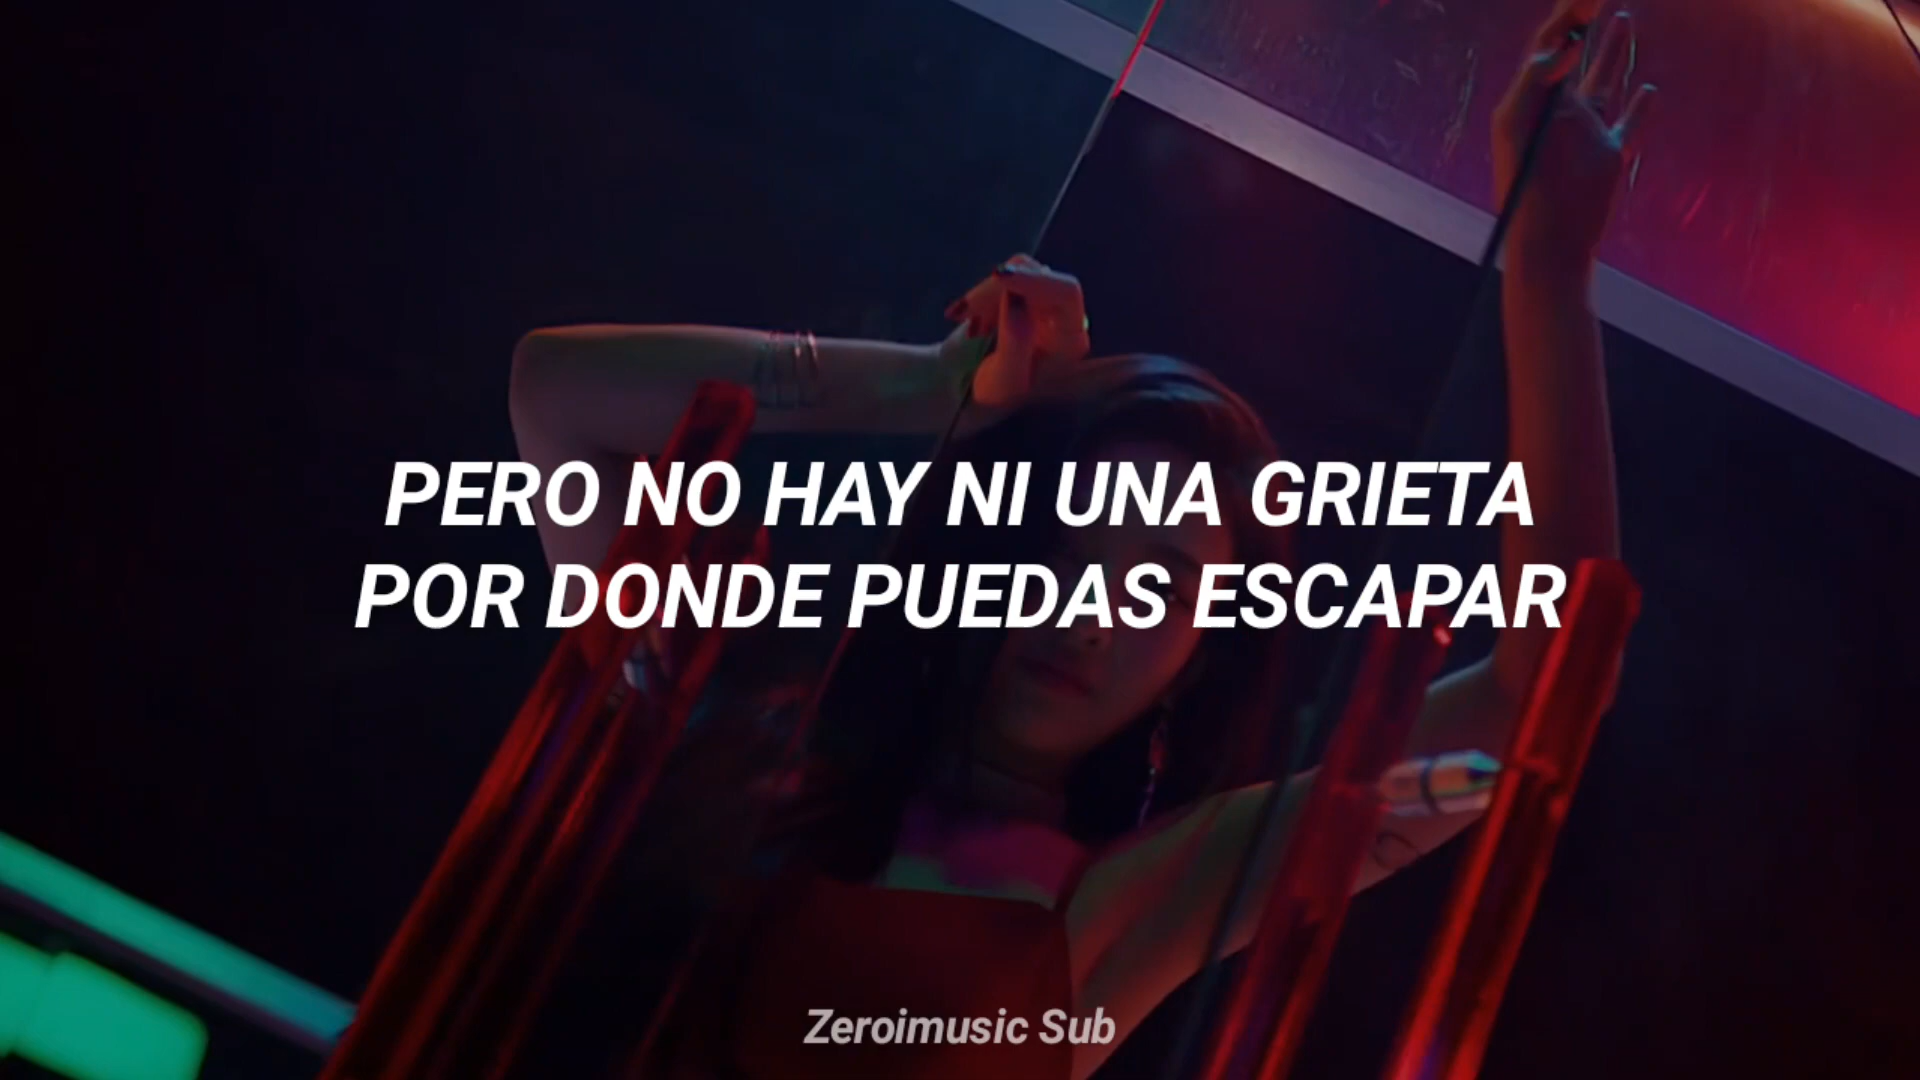 PERO NO HAY NI UNA GRIETA
POR DONDE PUEDAS ESCAPAR
Zeroimusic Sub